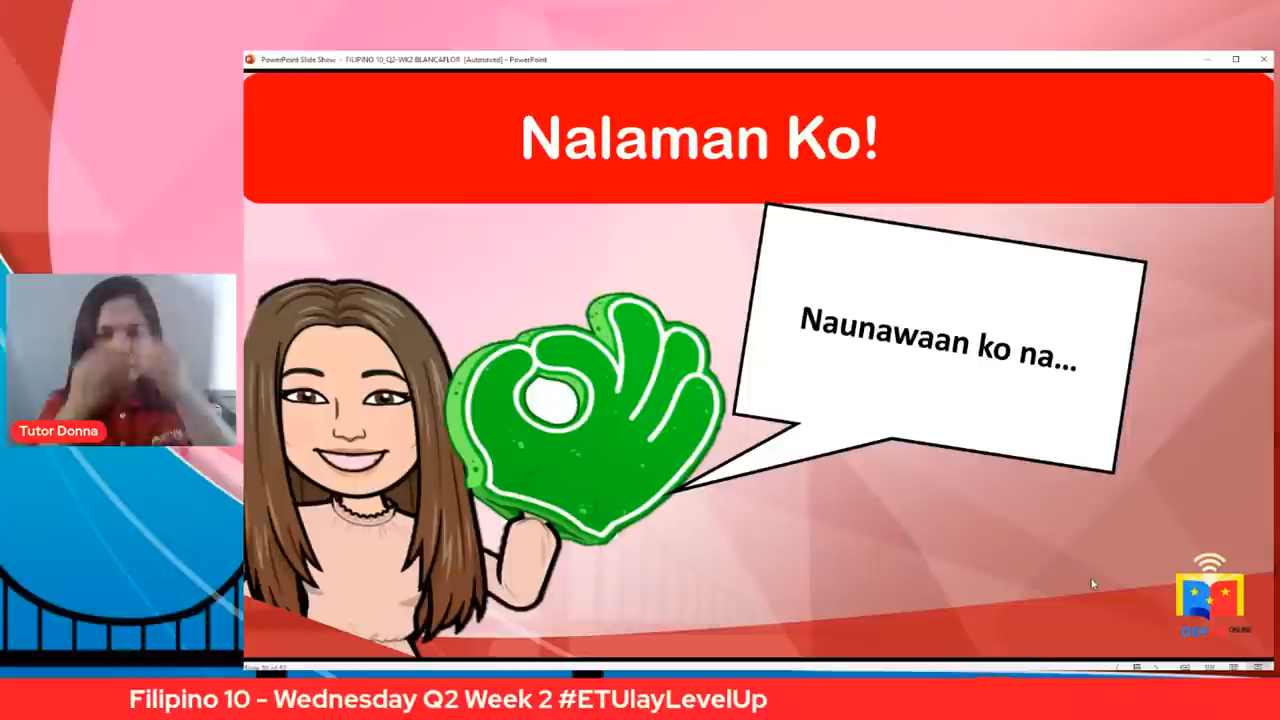 PowerPoint Slide Show - FILIPINO 10_Q2-WK2 BLANCAFLOR [Autosaved] - PowerPoint
Nalaman Ko!
Naunawaan ko na...
Tutor Donna
ONLINE
Filipino 10 - Wednesday Q2 Week 2 #ETUlayLevelUp